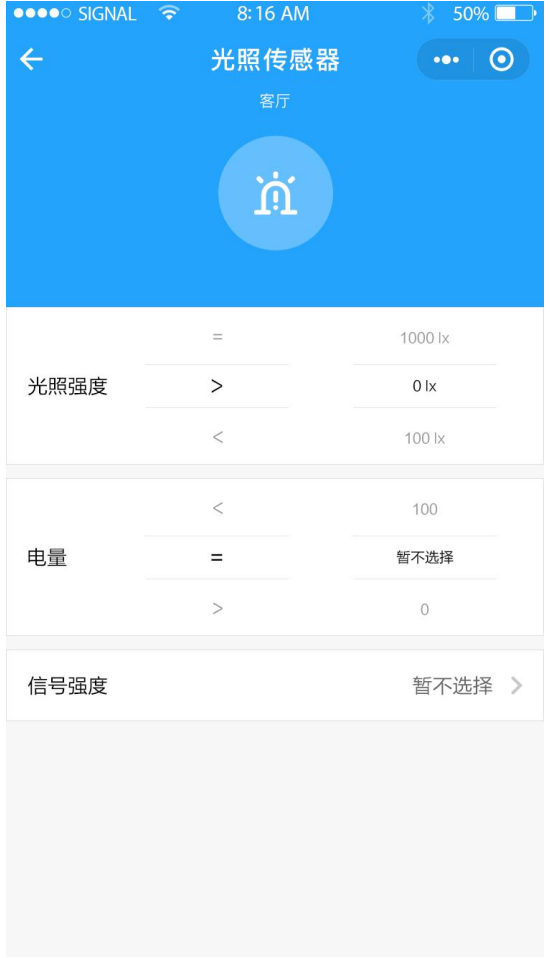 SIGNAL 8:16 AM 50%
光照传感器
客厅
= 1000 lx
光照强度 > 0 lx
< 100 lx
< 100
电量 = 暂不选择
> 0
信号强度 暂不选择 >